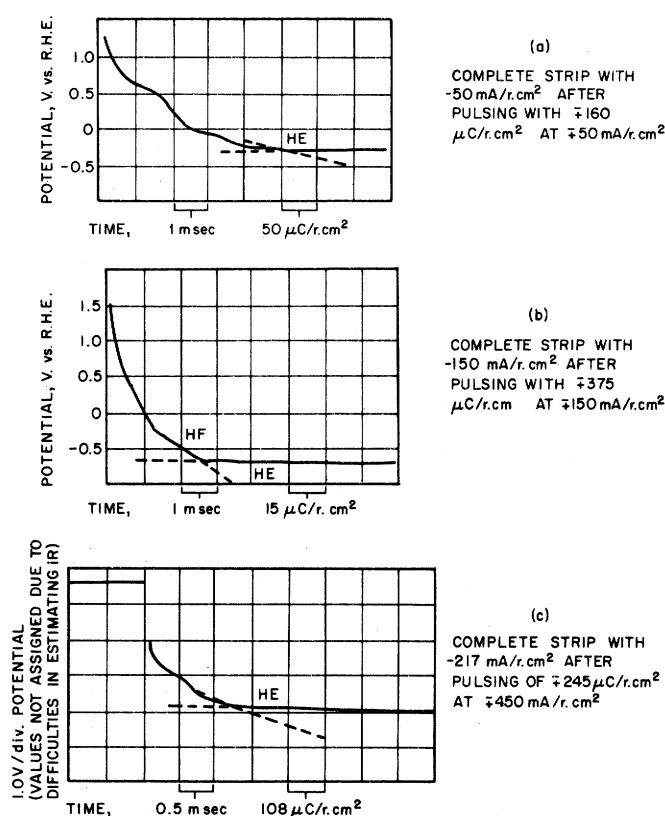 POTENTIAL, V. vs. R.H.E.
1.0
0.5
0
-0.5
HE
TIME,
1 msec
50 μC/r.cm²
(a)
COMPLETE STRIP WITH
-50 mA/r.cm² AFTER
PULSING WITH ∓160
μC/r.cm² AT ∓50 mA/cm²
POTENTIAL, V vs. R.H.E.
1.5
1.0
0.5
0
-0.5
HF
HE
TIME,
1 msec
15 μC/r. cm²
(b)
COMPLETE STRIP WITH
-150 mA/r.cm² AFTER
PULSING WITH ∓375
μC/r.cm AT ∓150 mA/r.cm²
1.0V/div. POTENTIAL
(VALUES NOT ASSIGNED DUE TO
DIFFICULTIES IN ESTIMATING iR)
HE
TIME,
0.5 msec
108 μC/r.cm²
(c)
COMPLETE STRIP WITH
-217 mA/r.cm² AFTER
PULSING OF ∓245 μC/r.cm²
AT ∓450 mA/r.cm²